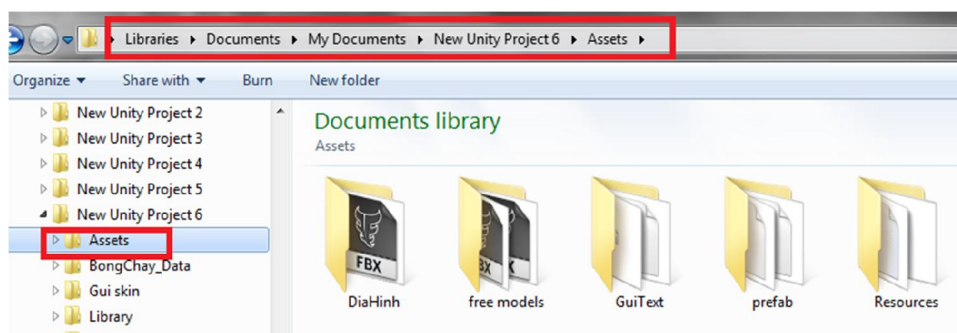 Libraries ▸ Documents ▸ My Documents ▸ New Unity Project 6 ▸ Assets ▸
Organize ▼ Share with ▼ Burn New folder
New Unity Project 2
New Unity Project 3
New Unity Project 4
New Unity Project 5
New Unity Project 6
Assets
BongChay_Data
Gui skin
Library
Documents library
Assets
FBX
DiaHinh free models GuiText prefab Resources